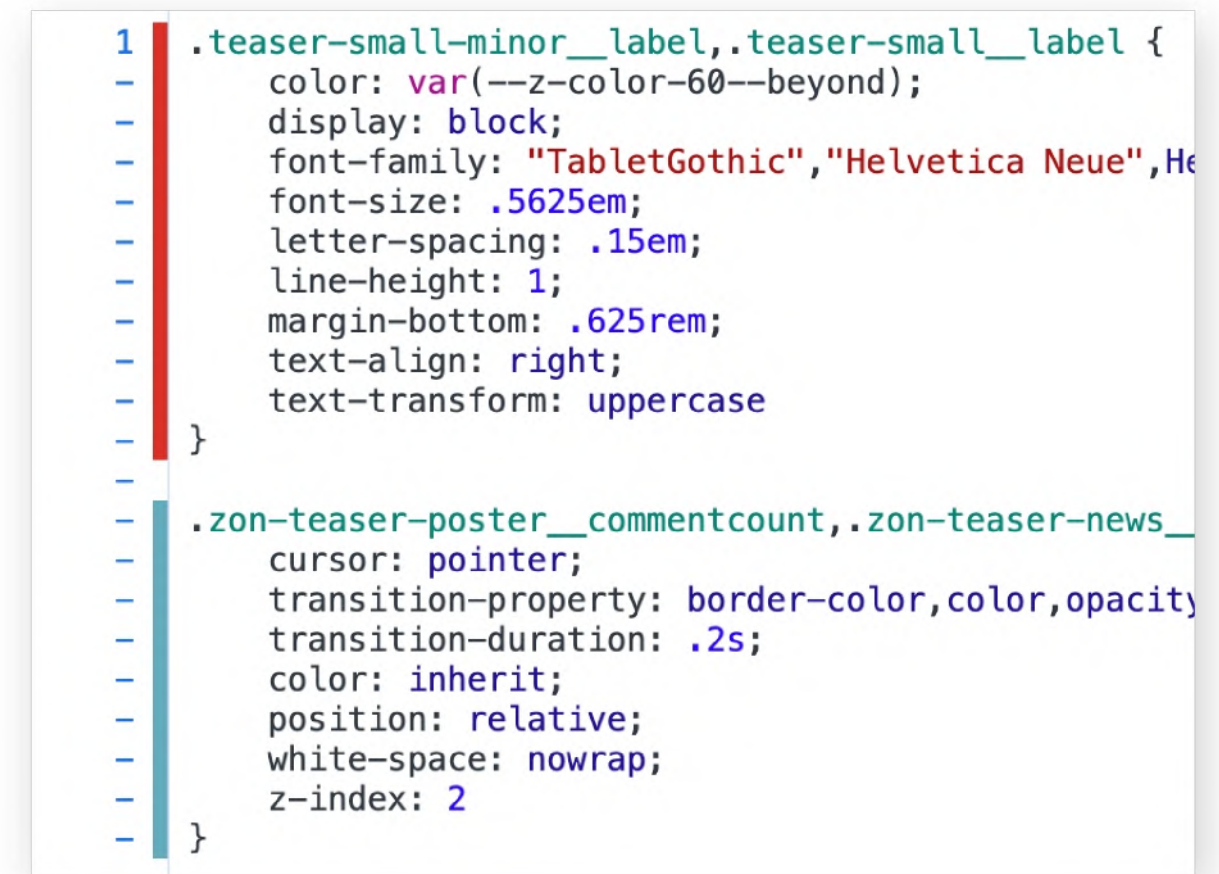 1 .teaser-small-minor__label,.teaser-small__label {
- color: var(--z-color-60--beyond);
- display: block;
- font-family: "TabletGothic","Helvetica Neue",He
- font-size: .5625em;
- letter-spacing: .15em;
- line-height: 1;
- margin-bottom: .625rem;
- text-align: right;
- text-transform: uppercase
- }
-
- .zon-teaser-poster__commentcount,.zon-teaser-news__
- cursor: pointer;
- transition-property: border-color,color,opacity
- transition-duration: .2s;
- color: inherit;
- position: relative;
- white-space: nowrap;
- z-index: 2
- }